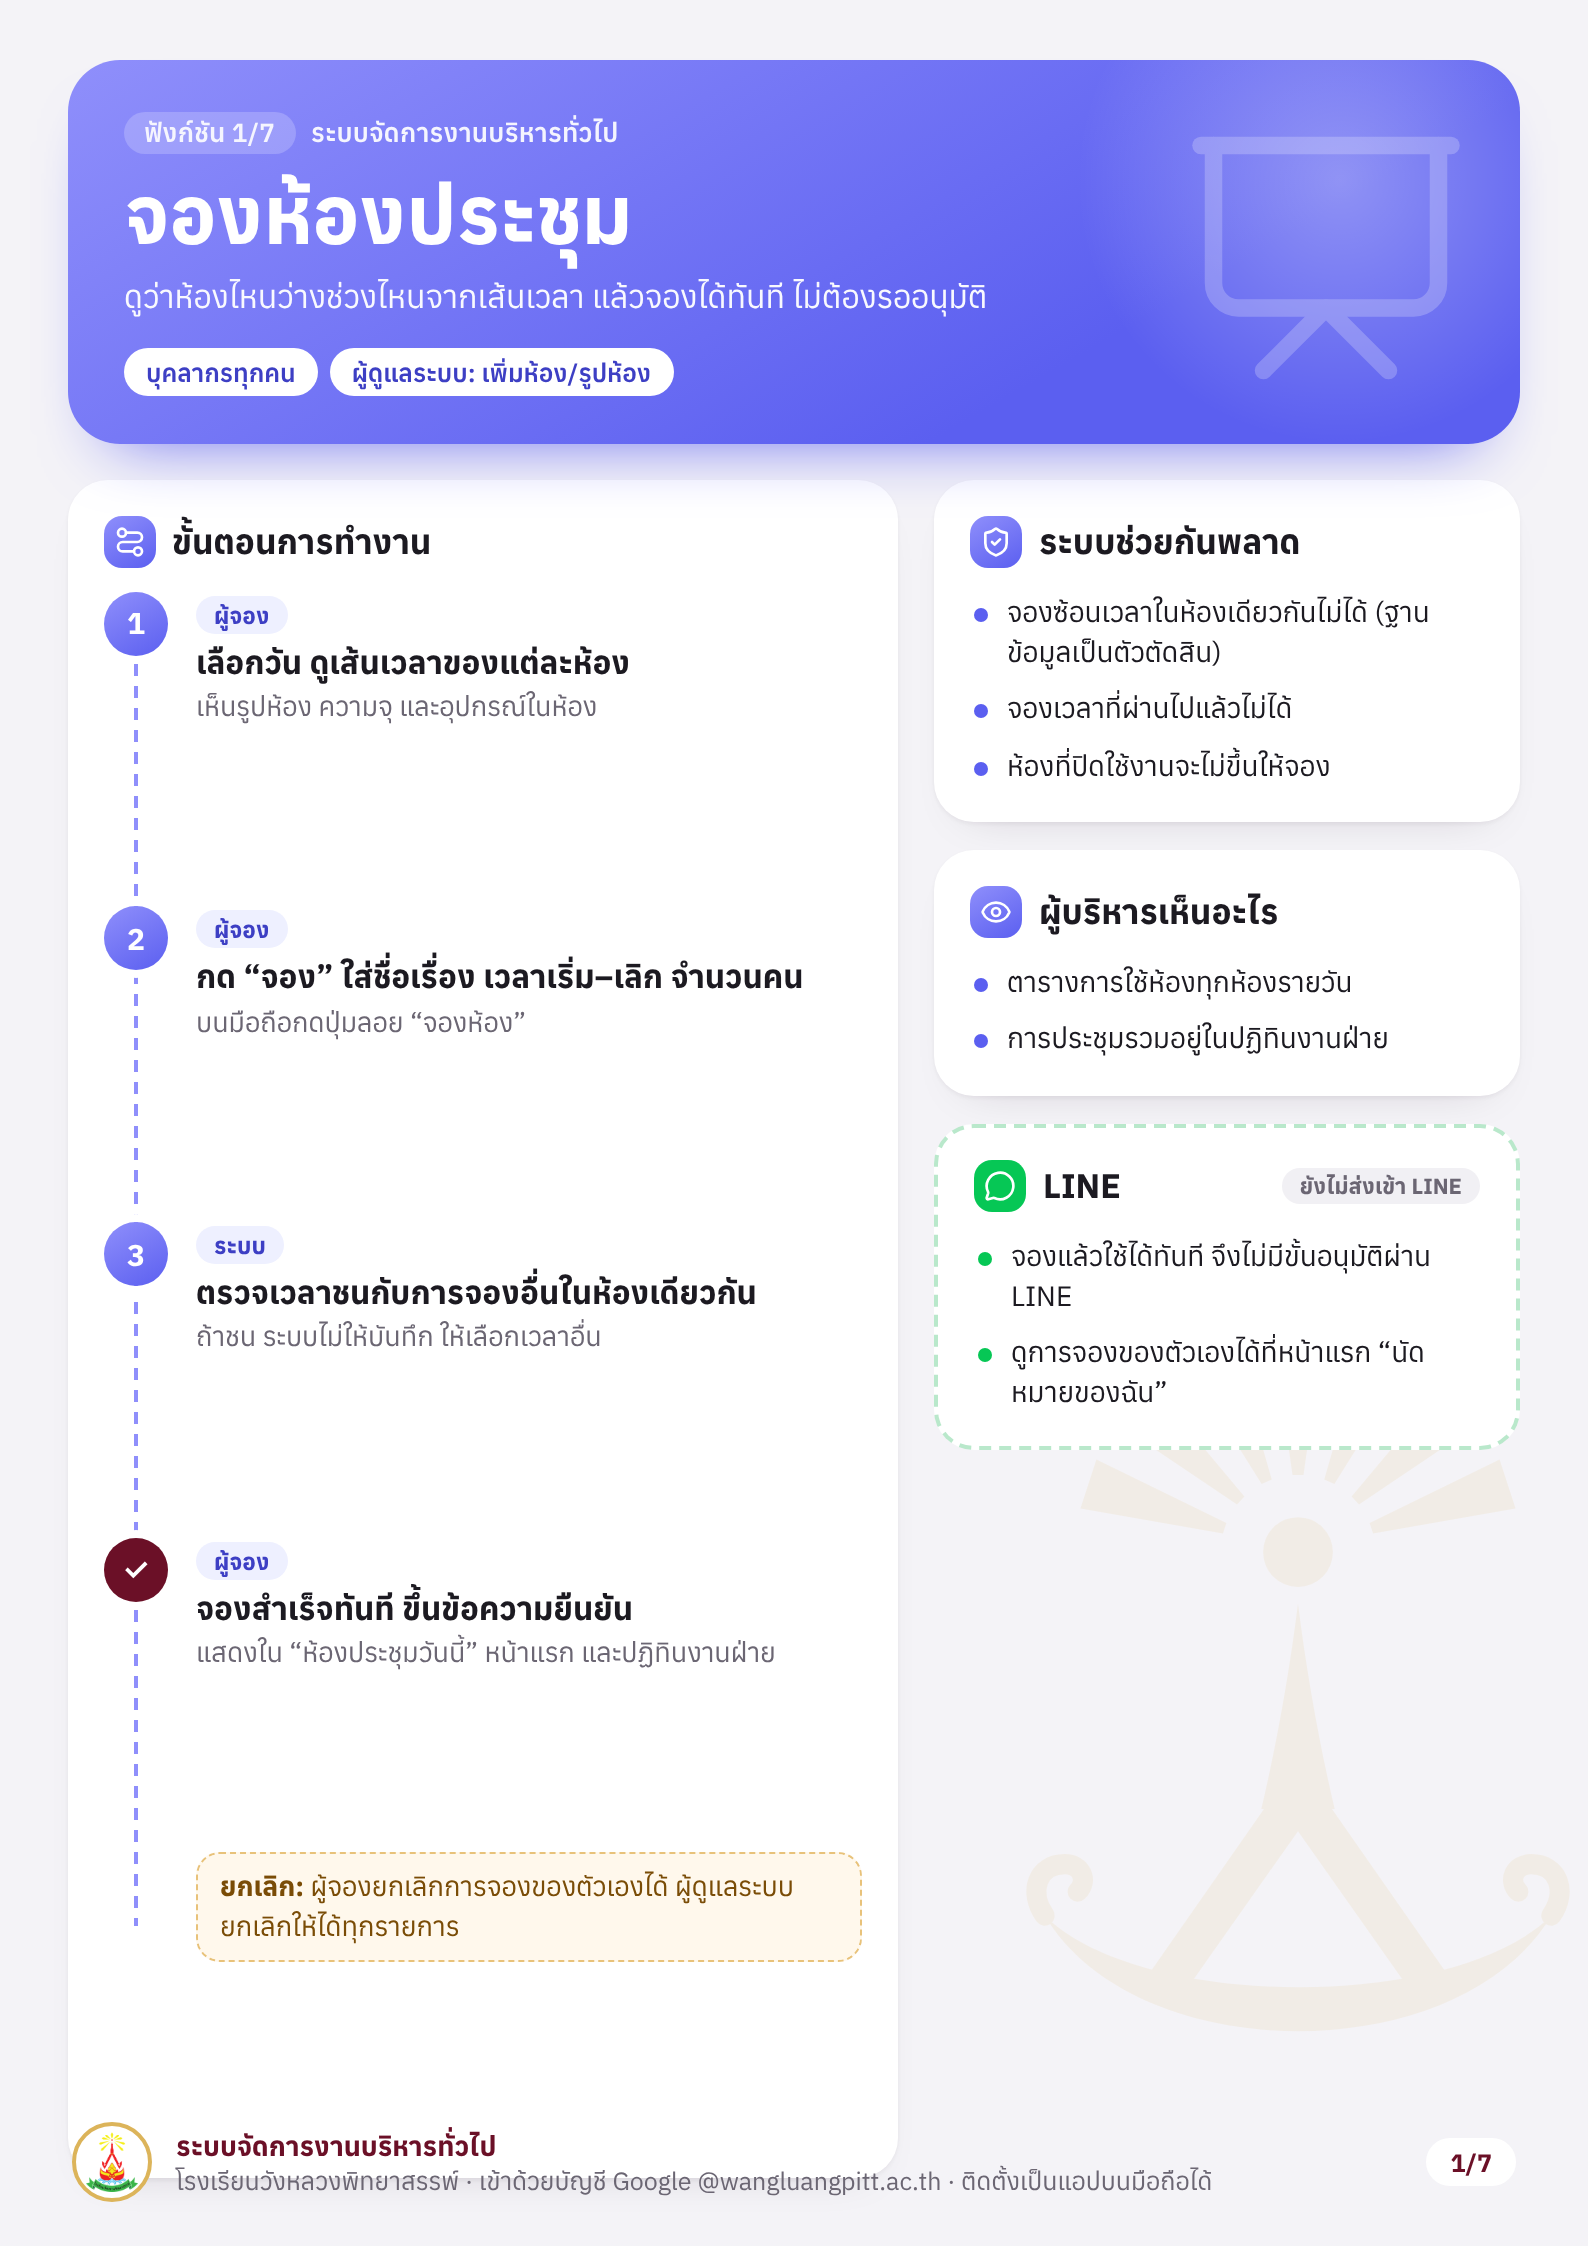 ฟังก์ชัน 1/7 ระบบจัดการงานบริหารทั่วไป
จองห้องประชุม
ดูว่าห้องไหนว่างช่วงไหนจากเส้นเวลา แล้วจองได้ทันที ไม่ต้องรออนุมัติ
บุคลากรทุกคน ผู้ดูแลระบบ: เพิ่มห้อง/รูปห้อง
ขั้นตอนการทำงาน
1
ผู้จอง
เลือกวัน ดูเส้นเวลาของแต่ละห้อง
เห็นรูปห้อง ความจุ และอุปกรณ์ในห้อง
2
ผู้จอง
กด “จอง” ใส่ชื่อเรื่อง เวลาเริ่ม–เลิก จำนวนคน
บนมือถือกดปุ่มลอย “จองห้อง”
3
ระบบ
ตรวจเวลาชนกับการจองอื่นในห้องเดียวกัน
ถ้าชน ระบบไม่ให้บันทึก ให้เลือกเวลาอื่น
ผู้จอง
จองสำเร็จทันที ขึ้นข้อความยืนยัน
แสดงใน “ห้องประชุมวันนี้” หน้าแรก และปฏิทินงานฝ่าย
ยกเลิก: ผู้จองยกเลิกการจองของตัวเองได้ ผู้ดูแลระบบ
ยกเลิกให้ได้ทุกรายการ
ระบบช่วยกันพลาด
จองซ้อนเวลาในห้องเดียวกันไม่ได้ (ฐาน
ข้อมูลเป็นตัวตัดสิน)
จองเวลาที่ผ่านไปแล้วไม่ได้
ห้องที่ปิดใช้งานจะไม่ขึ้นให้จอง
ผู้บริหารเห็นอะไร
ตารางการใช้ห้องทุกห้องรายวัน
การประชุมรวมอยู่ในปฏิทินงานฝ่าย
LINE ยังไม่ส่งเข้า LINE
จองแล้วใช้ได้ทันที จึงไม่มีขั้นอนุมัติผ่าน
LINE
ดูการจองของตัวเองได้ที่หน้าแรก “นัด
หมายของฉัน”
ระบบจัดการงานบริหารทั่วไป
โรงเรียนวังหลวงพิทยาสรรพ์ · เข้าด้วยบัญชี Google @wangluangpitt.ac.th · ติดตั้งเป็นแอปบนมือถือได้
1/7